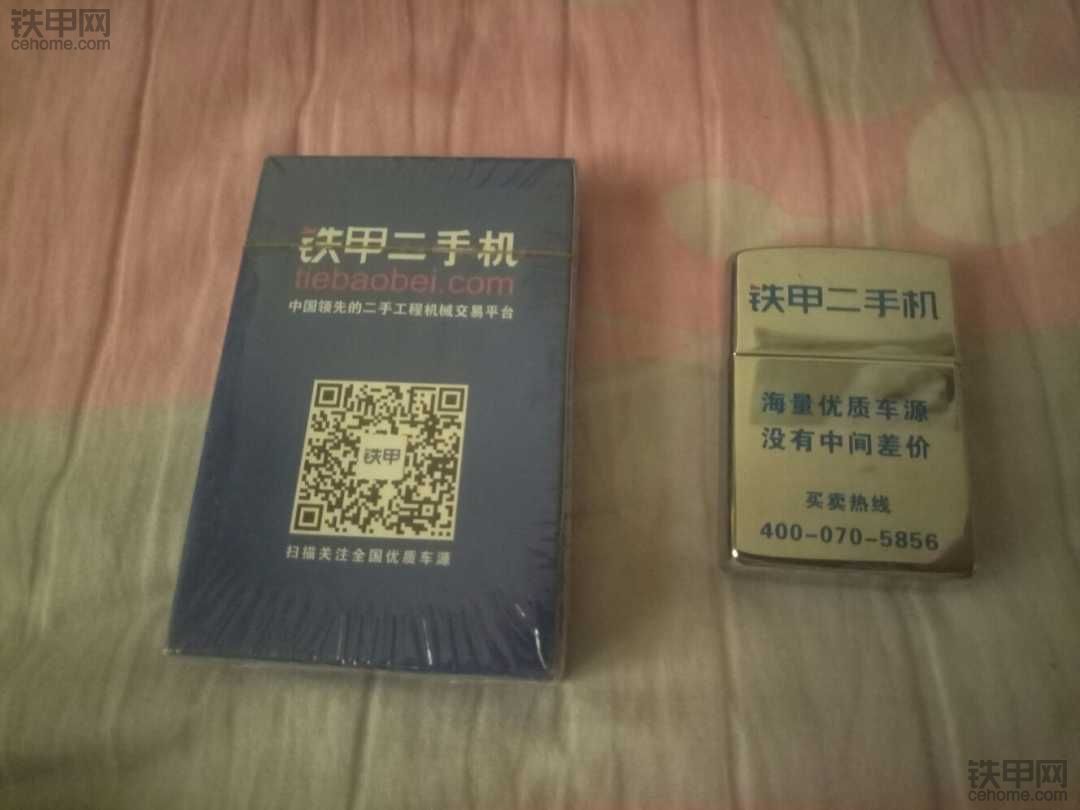 铁甲网
cehome.com
铁甲二手机
tiebaobei.com
中国领先的二手工程机械交易平台
铁甲
扫描关注全国优质车源
铁甲二手机
海量优质车源
没有中间差价
买卖热线
400-070-5856
铁甲网
cehome.com